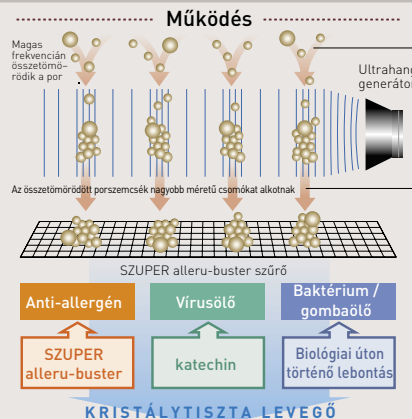 Működés
Magas
frekvencián
összetömö-
rödik a por
Ultrahang
generátor
Az összetömörödött porszemcsék nagyobb méretű csomókat alkotnak
SZUPER alleru-buster szűrő
Anti-allergén
Vírusölő
Baktérium /
gombaölő
SZUPER
alleru-buster
katechin
Biológiai úton
történő lebontás
KRISTÁLYTISZTA LEVEGŐ